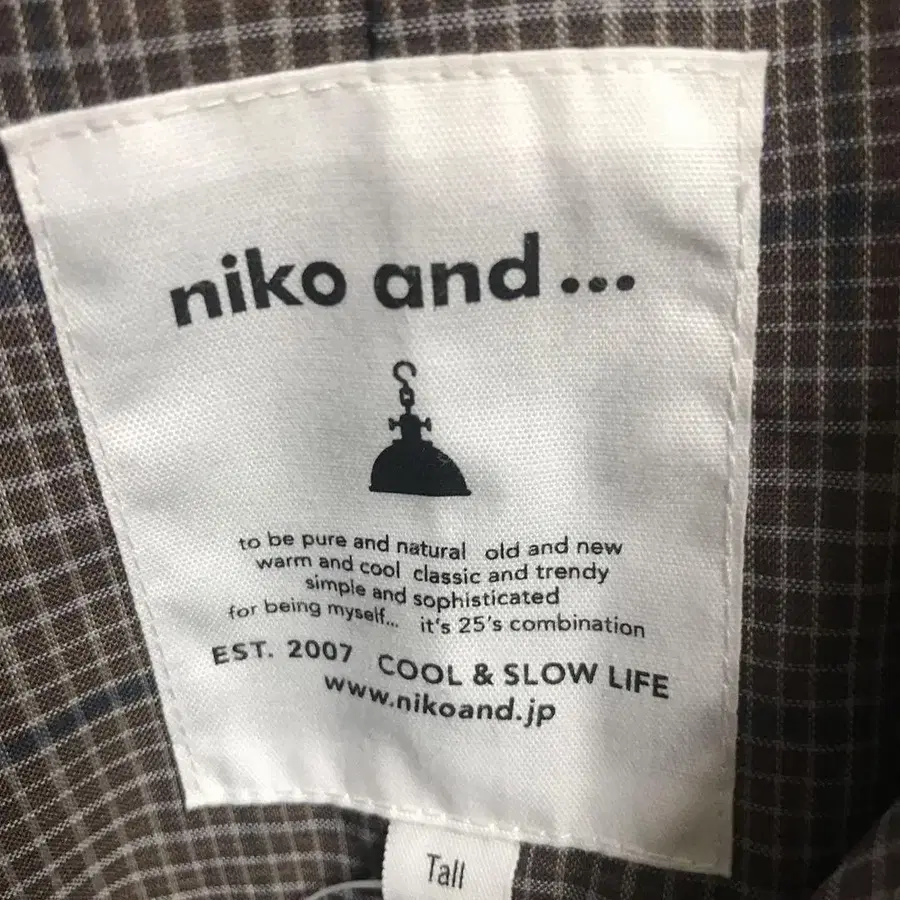 niko and...
to be pure and natural old and new
warm and cool classic and trendy
simple and sophisticated
for being myself... it's 25's combination
EST. 2007 COOL & SLOW LIFE
www.nikoand.jp
Tall